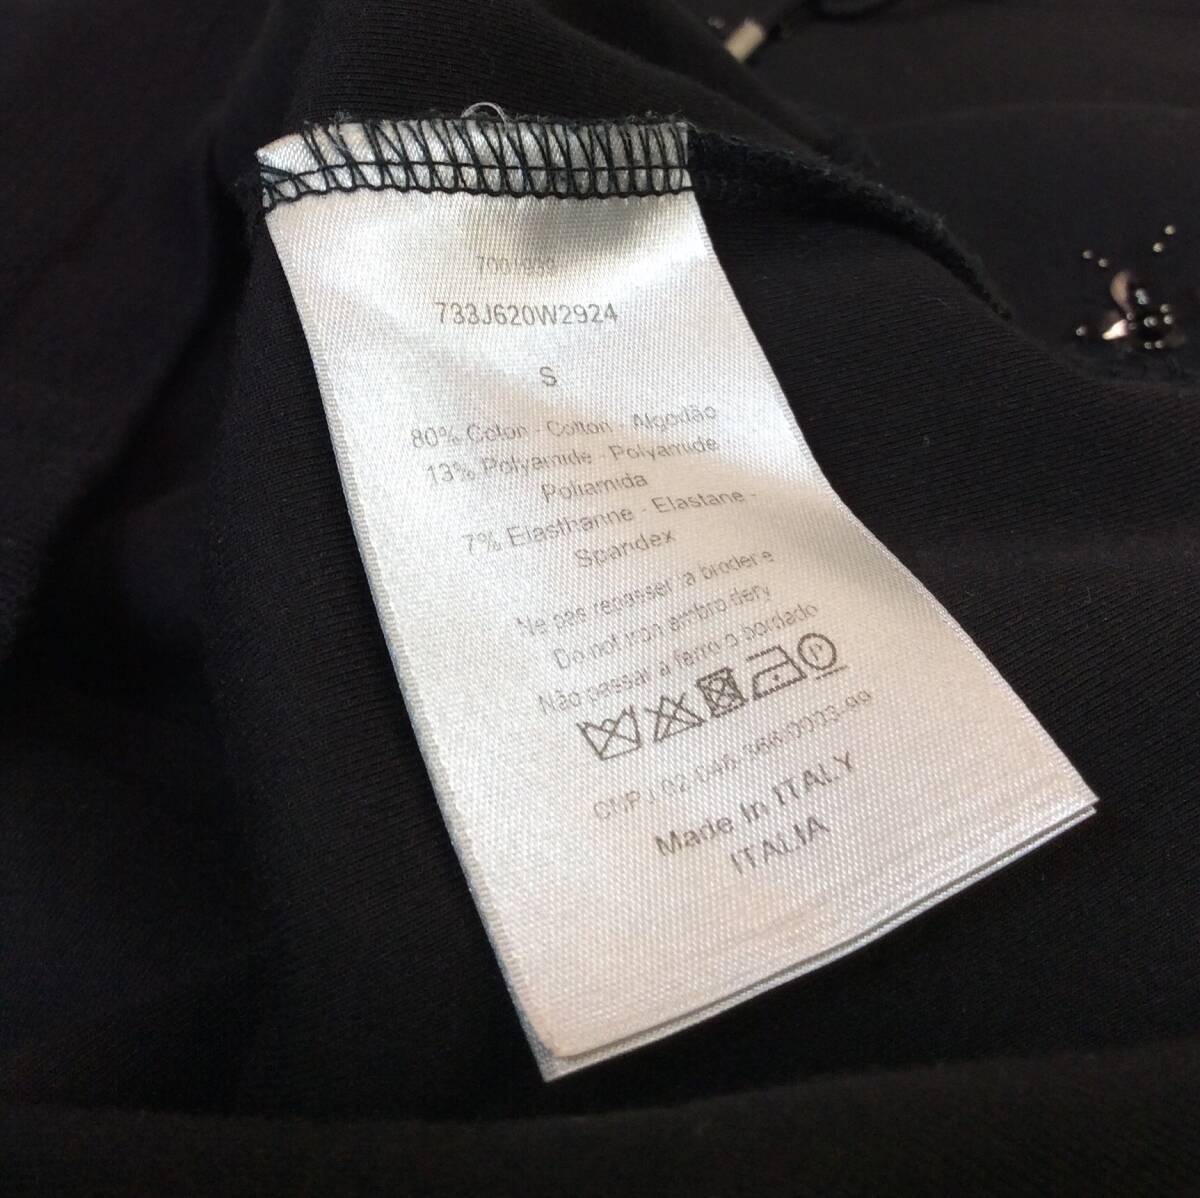 733J620W2924
S
80% Coton - Cotton - Algodão
13% Polyamide - Polyamide
Poliamida
7% Elasthanne - Elastane -
Spandex
Ne pas repasser la broderie
Do not iron embroidery
Não passar a ferro o bordado
P
Made in ITALY
ITALIA